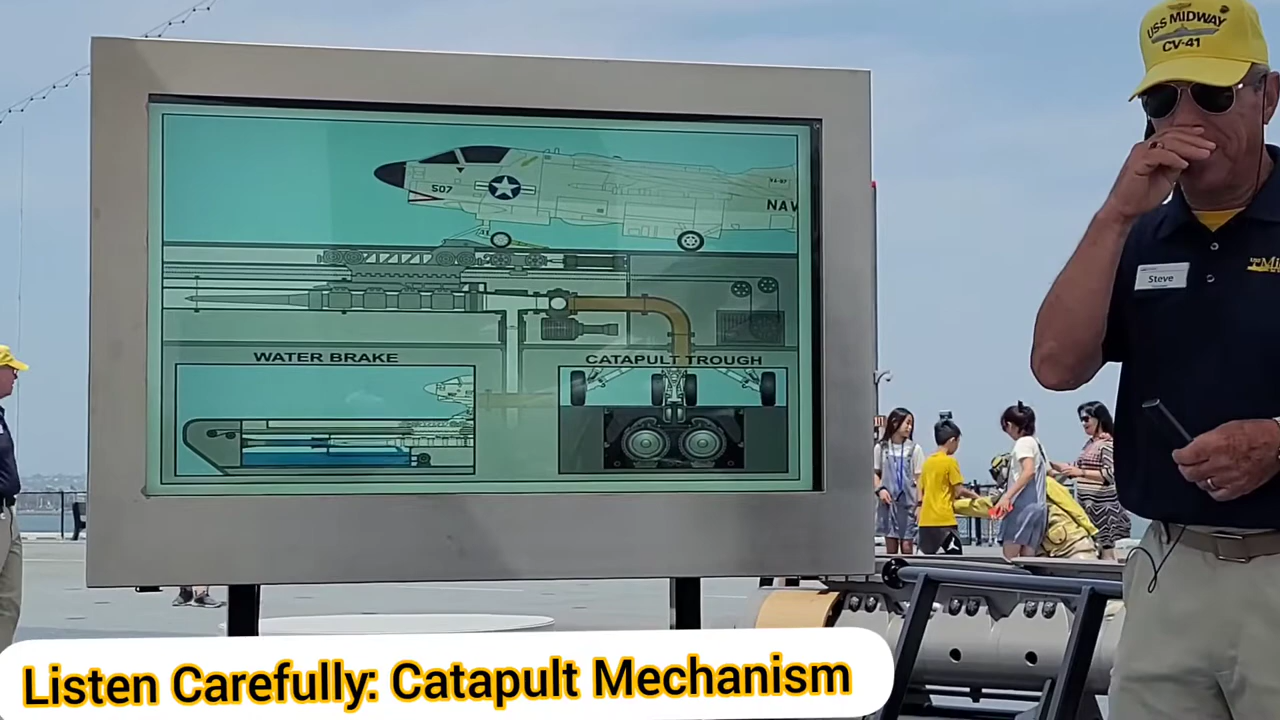 USS MIDWAY
CV-41
507
NAV
Steve
WATER BRAKE
CATAPULT TROUGH
Listen Carefully: Catapult Mechanism